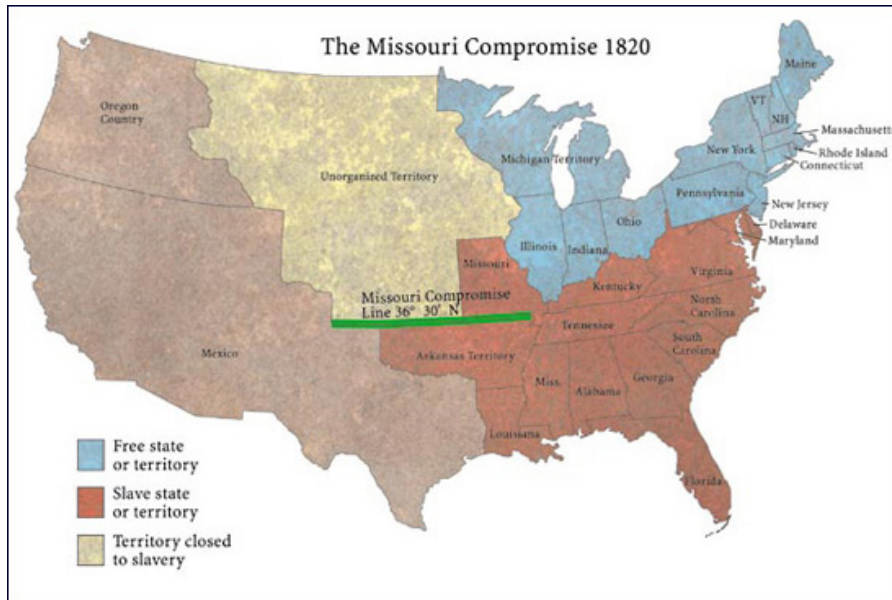 The Missouri Compromise 1820
Maine
Oregon
Country
VT
NH
Massachusetts
New York
Rhode Island
Connecticut
Michigan Territory
Unorganized Territory
Pennsylvania
New Jersey
Ohio
Delaware
Illinois
Indiana
Maryland
Missouri
Virginia
Kentucky
Missouri Compromise
Line 36° 30' N
North
Carolina
Tennessee
South
Carolina
Mexico
Arkansas Territory
Miss.
Alabama
Georgia
Louisiana
Florida
Free state
or territory
Slave state
or territory
Territory closed
to slavery